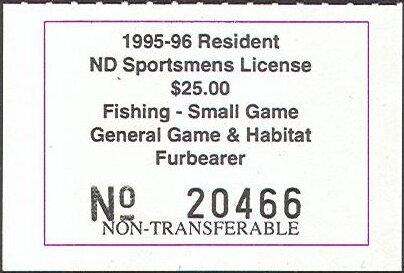 1995-96 Resident
ND Sportsmens License
$25.00
Fishing - Small Game
General Game & Habitat
Furbearer
No 20466
NON-TRANSFERABLE